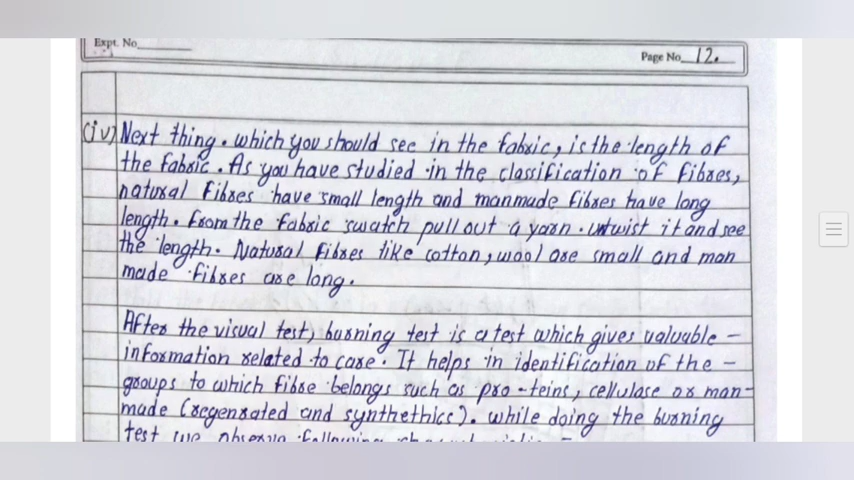 Expt. No
Page No 12.
(iv) Next thing. which you should see in the fabric, is the length of
the fabric. As you have studied in the classification of fibres,
natural fibres have small length and manmade fibres have long
length. From the fabric swatch pull out a yarn. untwist it and see
the length. Natural fibres like cotton, wool are small and man
made fibres are long.
After the visual test, burning test is a test which gives valuable -
information related to care. It helps in identification of the -
groups to which fibre belongs such as pro-teins, cellulase or man-
made (regenrated and synthethics). while doing the burning
test we observe following